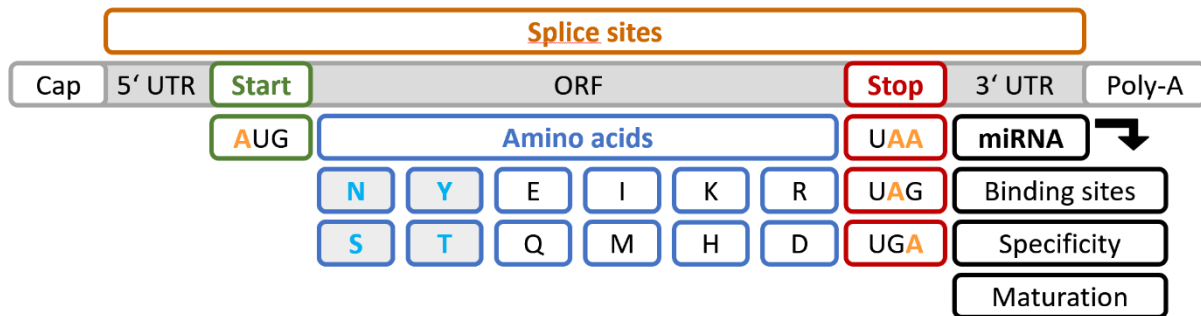 Splice sites
Cap 5‘ UTR Start ORF Stop 3‘ UTR Poly-A
AUG Amino acids UAA miRNA
N Y E I K R UAG Binding sites
S T Q M H D UGA Specificity
Maturation